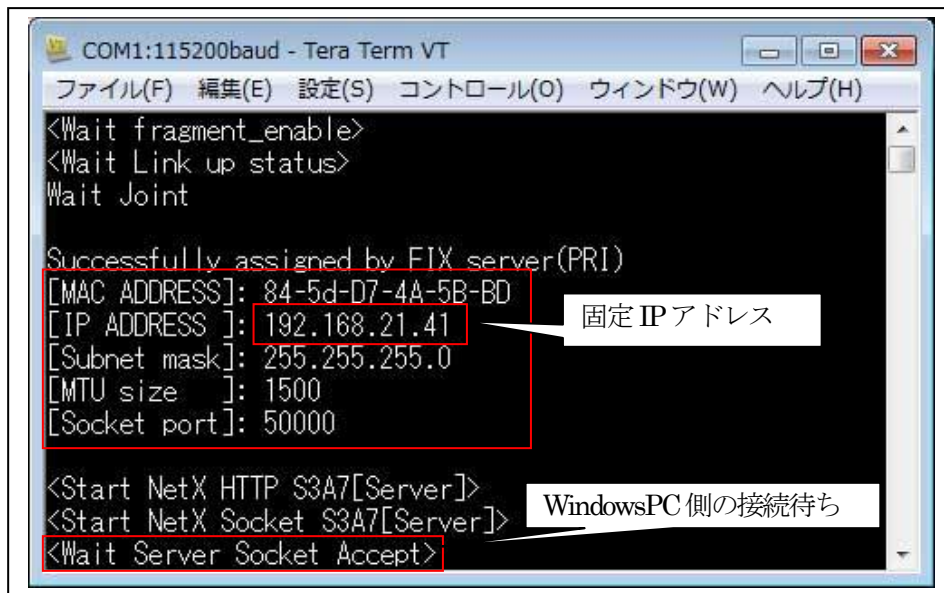 COM1:115200baud - Tera Term VT
ファイル(F) 編集(E) 設定(S) コントロール(O) ウィンドウ(W) ヘルプ(H)
<Wait fragment_enable>
<Wait Link up status>
Wait Joint
Successfully assigned by FIX server(PRI)
[MAC ADDRESS]: 84-5d-D7-4A-5B-BD
[IP ADDRESS ]: 192.168.21.41
固定IPアドレス
[Subnet mask]: 255.255.255.0
[MTU size   ]: 1500
[Socket port]: 50000
<Start NetX HTTP S3A7[Server]>
<Start NetX Socket S3A7[Server]>
WindowsPC側の接続待ち
<Wait Server Socket Accept>